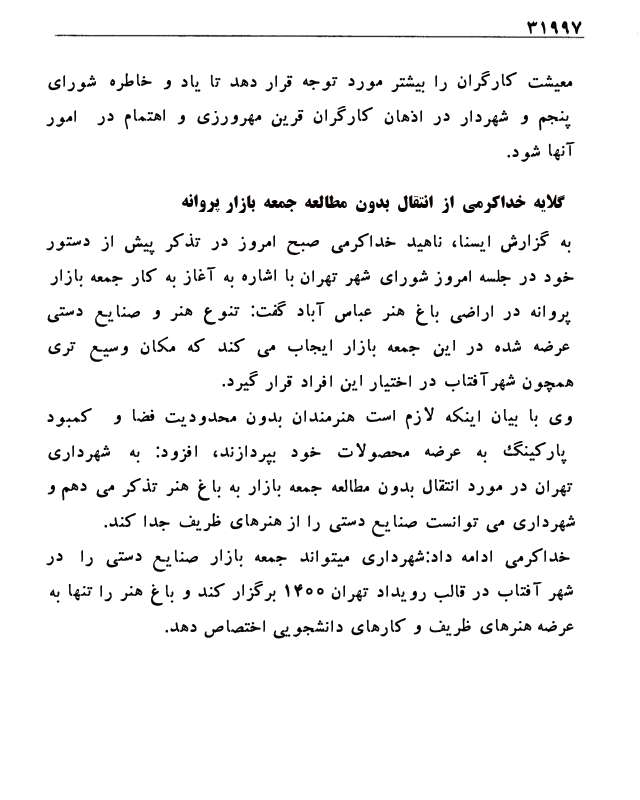 ۳۱۹۹۷
معیشت کارگران را بیشتر مورد توجه قرار دهد تا یاد و خاطره شورای
پنجم و شهردار در اذهان کارگران قرین مهرورزی و اهتمام در امور
آنها شود.
گلایه خداکرمی از انتقال بدون مطالعه جمعه بازار پروانه
به گزارش ایسنا، ناهید خداکرمی صبح امروز در تذکر پیش از دستور
خود در جلسه امروز شورای شهر تهران با اشاره به آغاز به کار جمعه بازار
پروانه در اراضی باغ هنر عباس آباد گفت: تنوع هنر و صنایع دستی
عرضه شده در این جمعه بازار ایجاب می کند که مکان وسیع تری
همچون شهرآفتاب در اختیار این افراد قرار گیرد.
وی با بیان اینکه لازم است هنرمندان بدون محدودیت فضا و کمبود
پارکینگ به عرضه محصولات خود بپردازند، افزود: به شهرداری
تهران در مورد انتقال بدون مطالعه جمعه بازار به باغ هنر تذکر می دهم و
شهرداری می توانست صنایع دستی را از هنرهای ظریف جدا کند.
خداکرمی ادامه داد:شهرداری میتواند جمعه بازار صنایع دستی را در
شهر آفتاب در قالب رویداد تهران ۱۴۰۰ برگزار کند و باغ هنر را تنها به
عرضه هنرهای ظریف و کارهای دانشجویی اختصاص دهد.